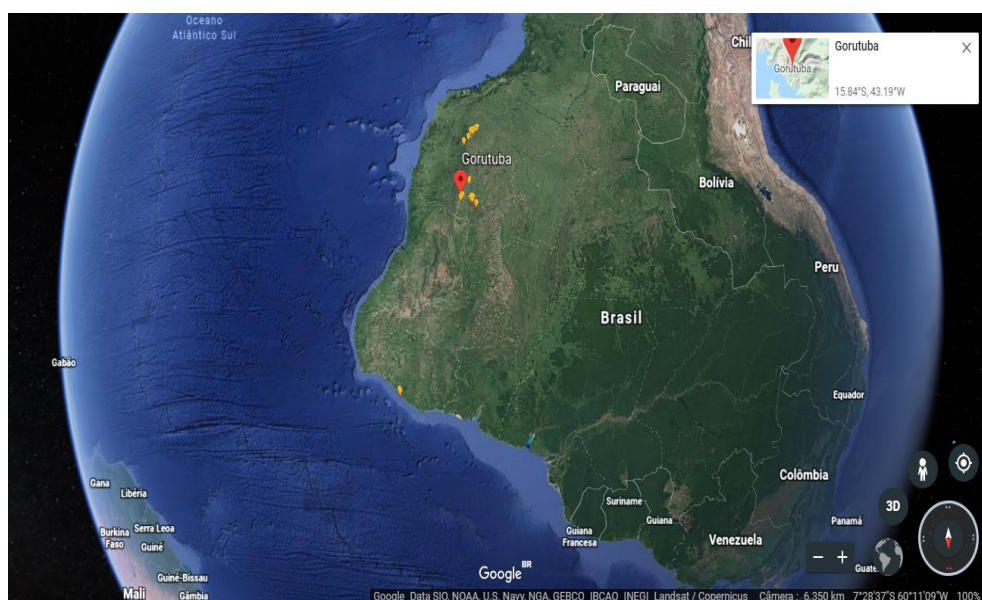 Oceano
Atlântico Sul
Gorutuba
Gorutuba
15.84°S, 43.19°W
Paraguai
Gorutuba
Bolívia
Peru
Brasil
Gabão
Equador
Colômbia
Gana
Libéria
Burkina
Faso
Serra Leoa
Guiné
Guiné-Bissau
Mali
Gâmbia
Suriname
Guiana
Guiana
Francesa
Venezuela
Panamá
3D
Google BR
Google Data SIO, NOAA, U.S. Navy, NGA, GEBCO IBCAO INEGI Landsat / Copernicus Câmera : 6.350 km 7°28'37"S 60°11'09"W 100%